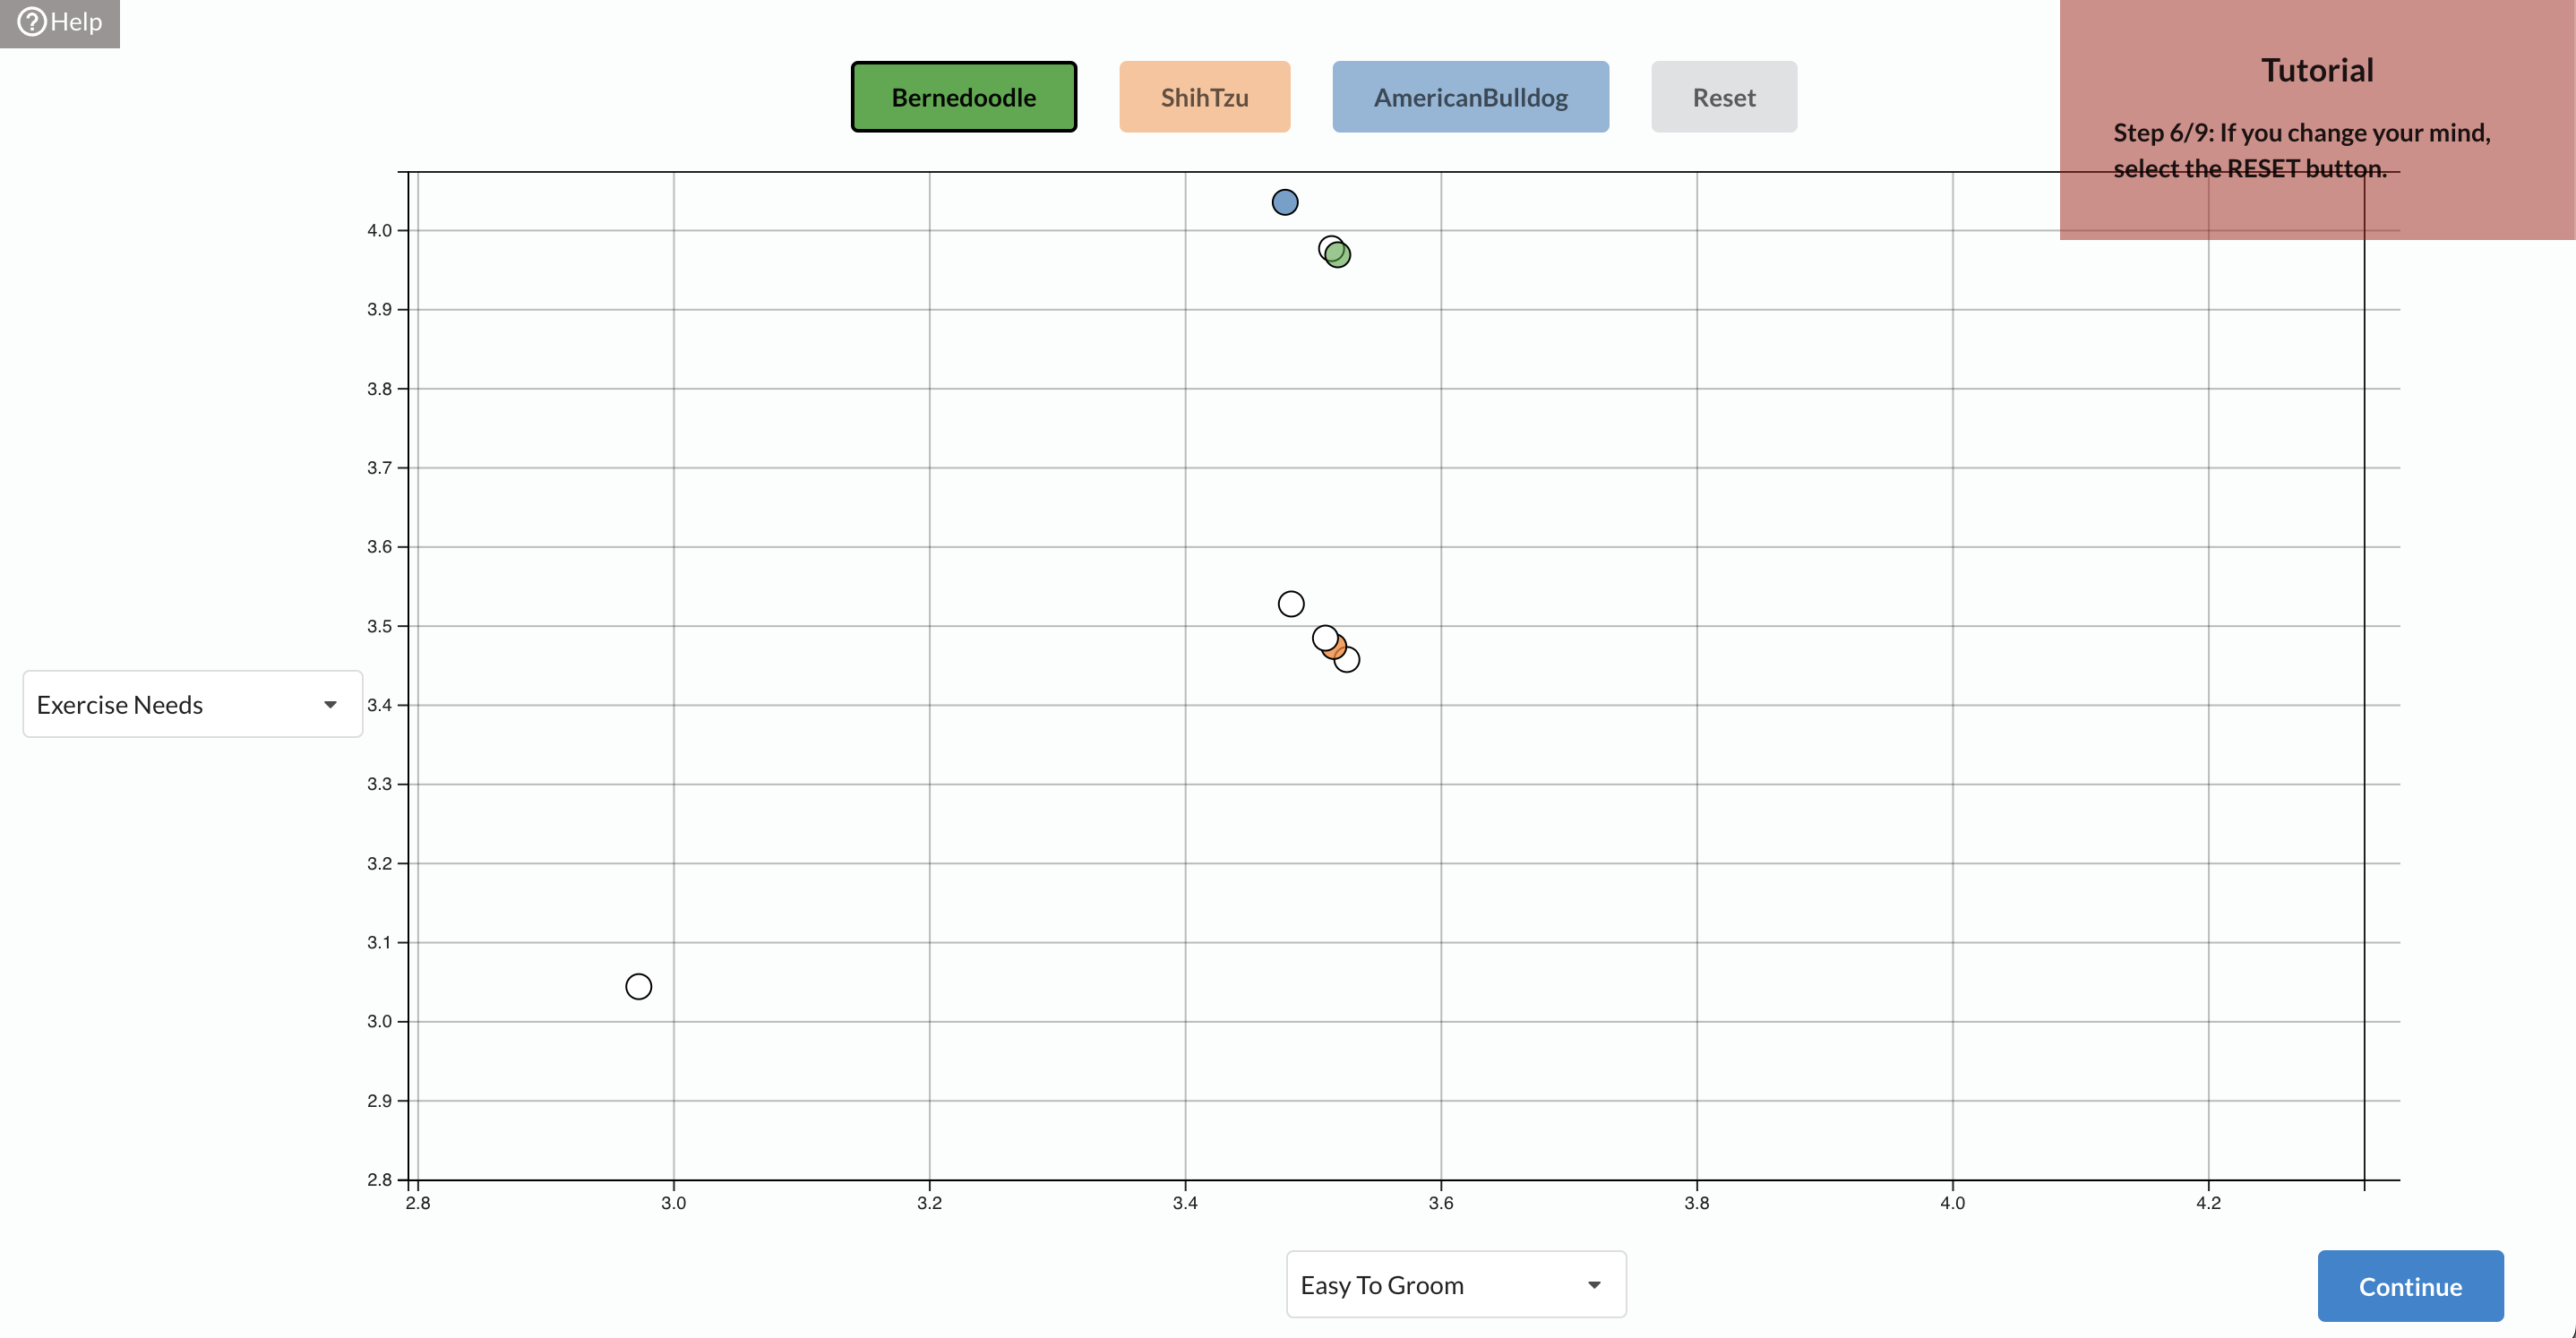 Help
Bernedoodle
ShihTzu
AmericanBulldog
Reset
Tutorial
Step 6/9: If you change your mind,
select the RESET button.
4.0
3.9
3.8
3.7
3.6
3.5
3.4
3.3
3.2
3.1
3.0
2.9
2.8
Exercise Needs
2.8 3.0 3.2 3.4 3.6 3.8 4.0 4.2
Easy To Groom
Continue